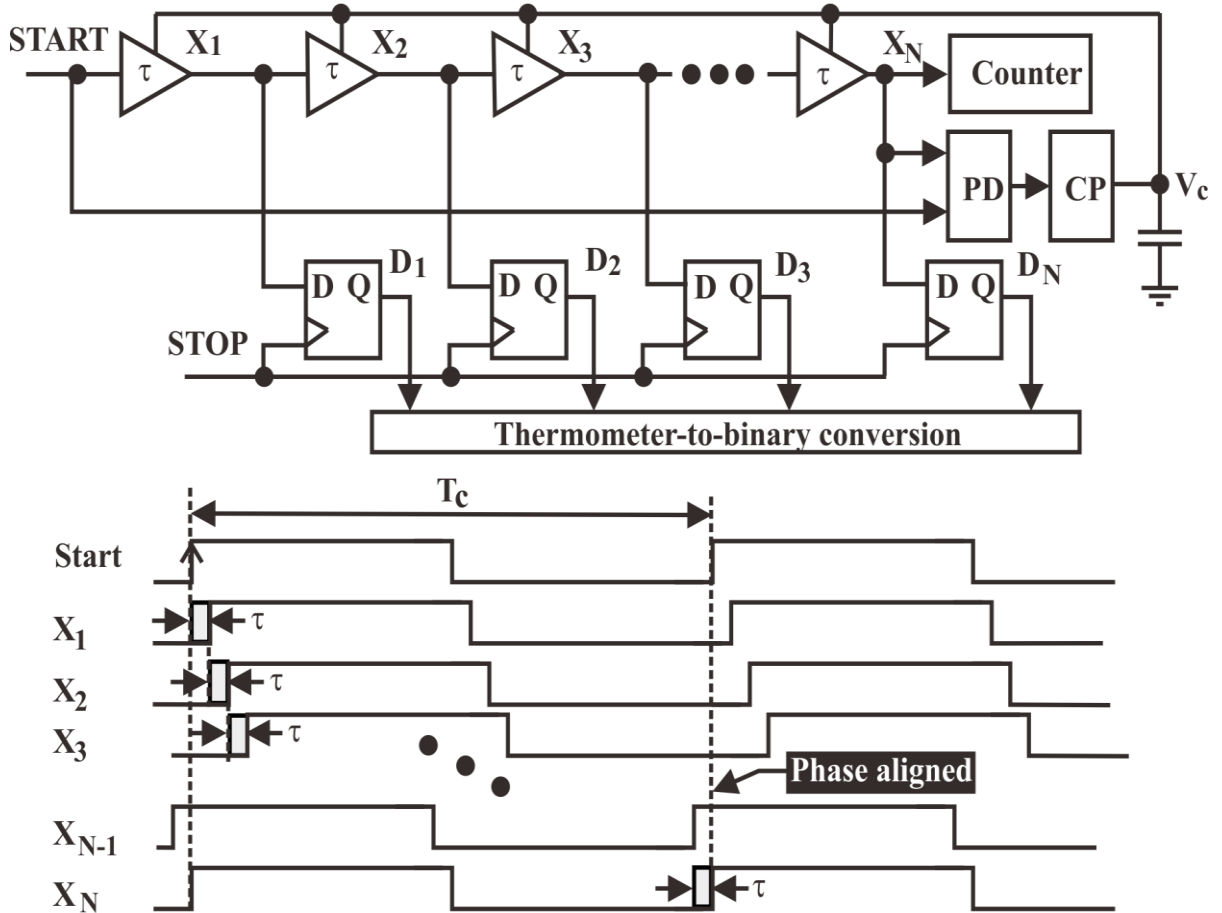 START
X1
X2
X3
XN
τ
τ
τ
τ
Counter
PD
CP
Vc
D1
D2
D3
DN
D Q
D Q
D Q
D Q
STOP
Thermometer-to-binary conversion
Tc
Start
X1
τ
X2
τ
X3
τ
Phase aligned
XN-1
XN
τ